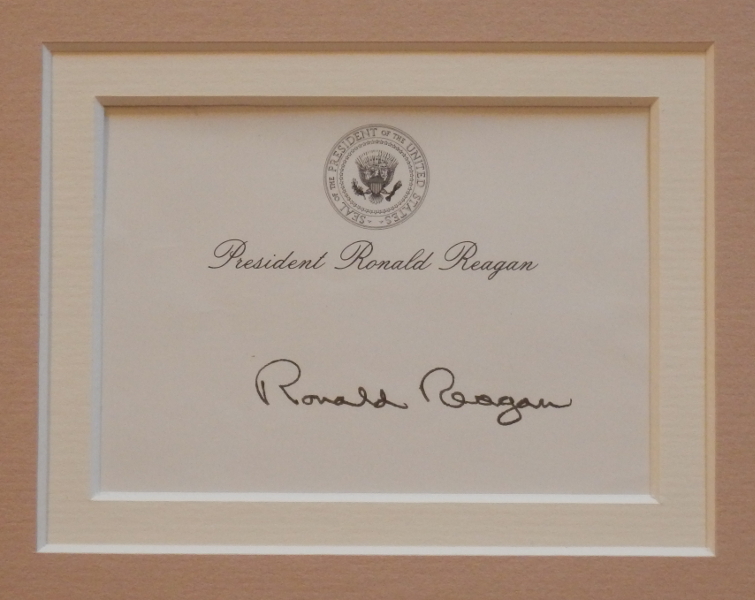 SEAL OF THE PRESIDENT OF THE UNITED STATES
President Ronald Reagan
Ronald Reagan